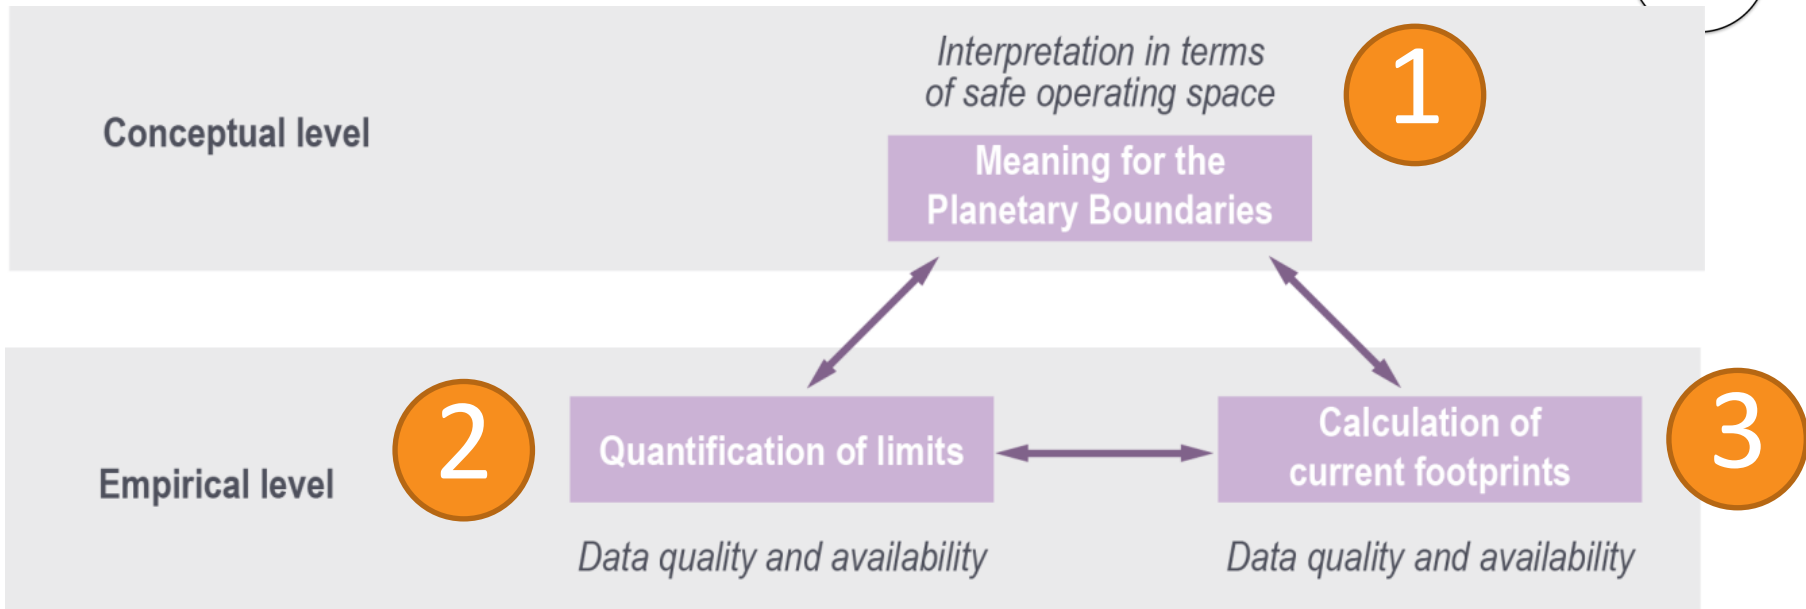 Interpretation in terms
of safe operating space
1
Conceptual level
Meaning for the
Planetary Boundaries
2
Quantification of limits
Calculation of
current footprints
3
Empirical level
Data quality and availability
Data quality and availability